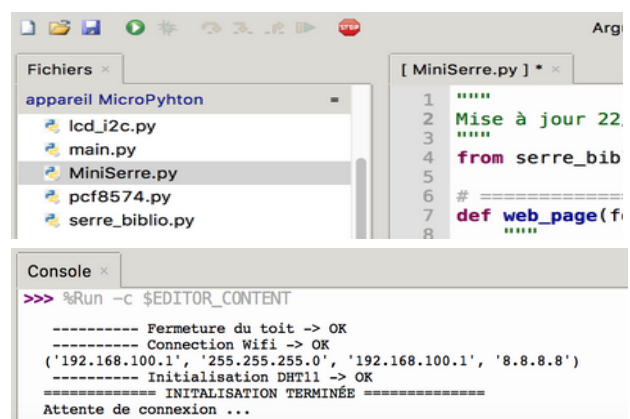 STOP
Arg
Fichiers ×
[ MiniSerre.py ] * ×
appareil MicroPyhton
lcd_i2c.py
main.py
MiniSerre.py
pcf8574.py
serre_biblio.py
1 """
2 Mise à jour 22
3 """
4 from serre_bib
5
6 # =============
7 def web_page(f
8 """
Console ×
>>> %Run -c $EDITOR_CONTENT
---------- Fermeture du toit -> OK
---------- Connection Wifi -> OK
('192.168.100.1', '255.255.255.0', '192.168.100.1', '8.8.8.8')
---------- Initialisation DHT11 -> OK
============= INITALISATION TERMINÉE ==============
Attente de connexion ...